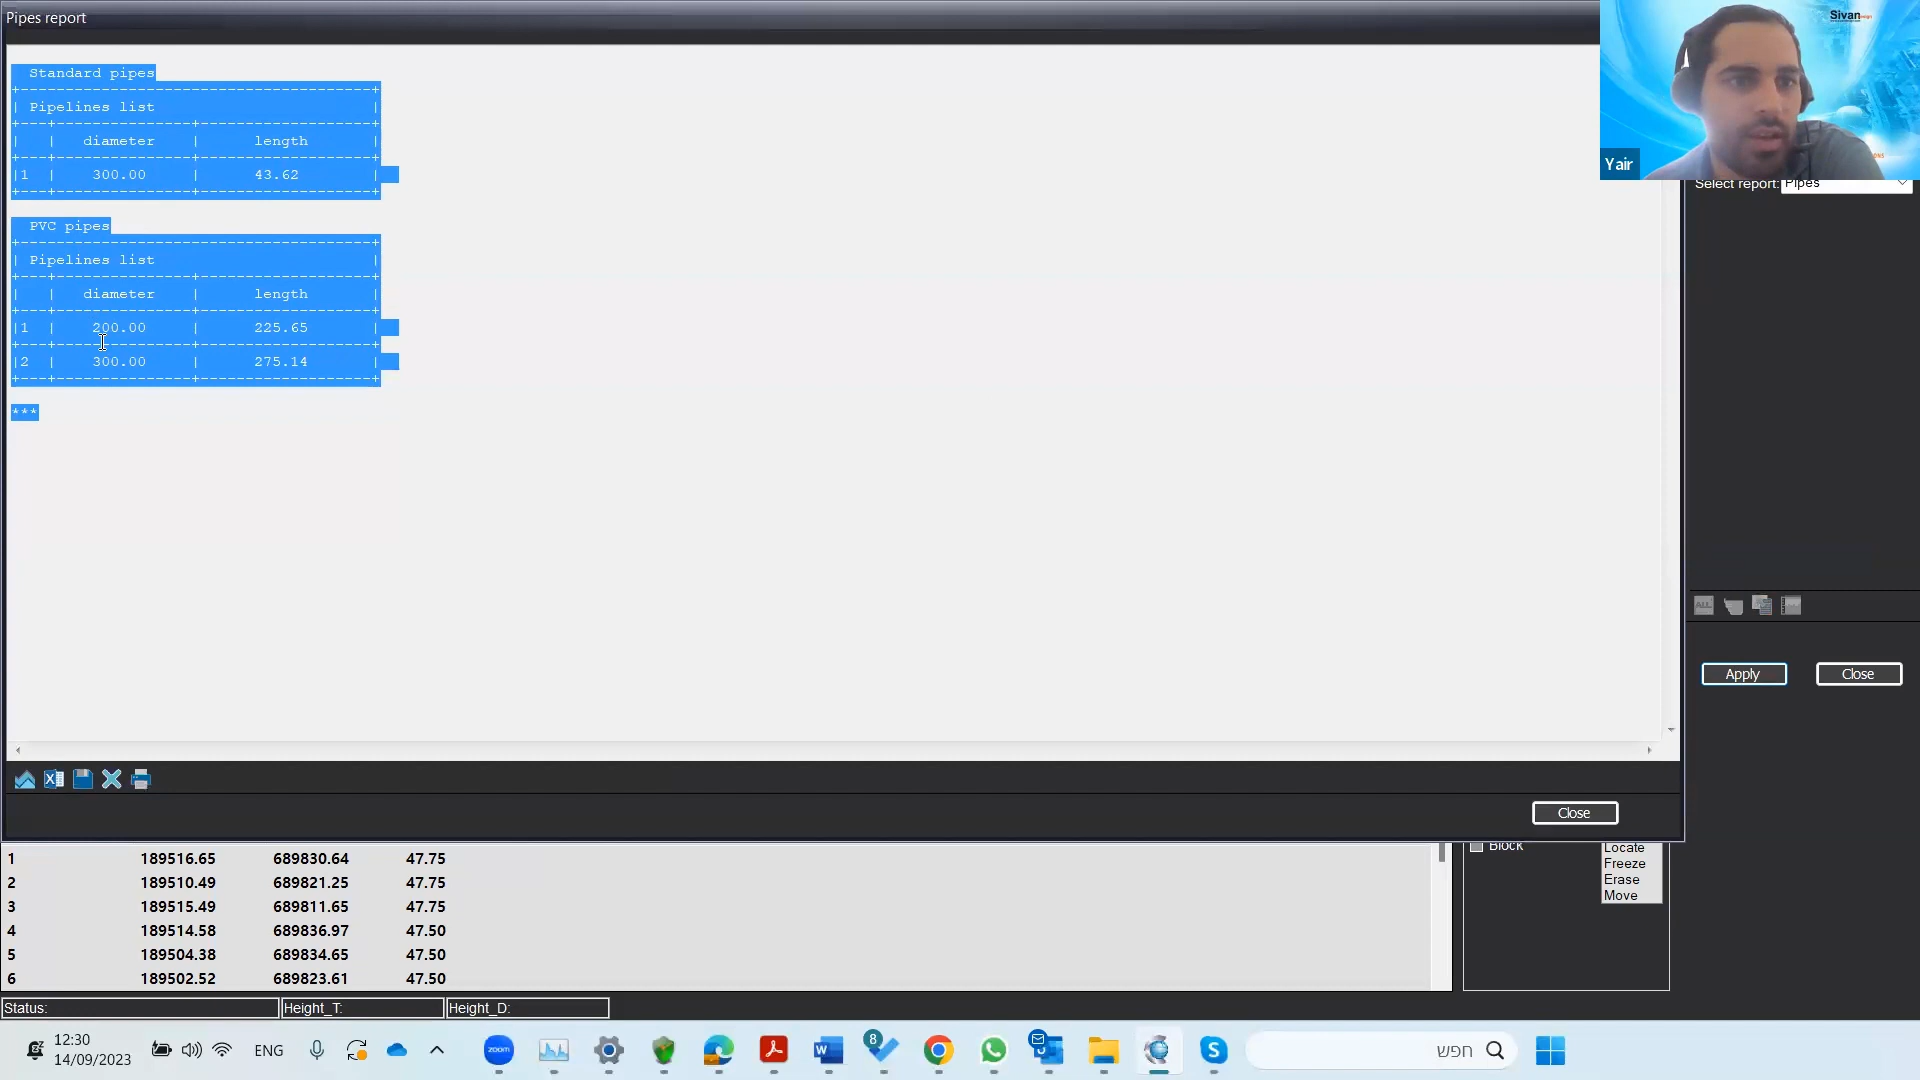 Pipes report
Sivan
Yair
Select report: Pipes
Standard pipes
Pipelines list
diameter | length
|1 | 300.00 | 43.62 |
PVC pipes
Pipelines list
diameter | length
|1 | 200.00 | 225.65 |
|2 | 300.00 | 275.14 |
***
ALL
Apply
Close
Close
1 189516.65 689830.64 47.75
2 189510.49 689821.25 47.75
3 189515.49 689811.65 47.75
4 189514.58 689836.97 47.50
5 189504.38 689834.65 47.50
6 189502.52 689823.61 47.50
Block
Locate
Freeze
Erase
Move
Status:
Height_T:
Height_D:
12:30
14/09/2023
ENG
zoom
8
חפש